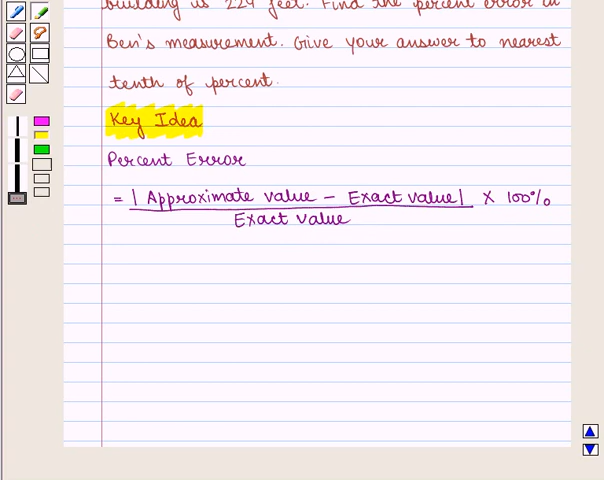 building is 224 feet. Find the percent error in
Ben's measurement. Give your answer to nearest
tenth of percent.
Key Idea
Percent Error
= | Approximate value - Exact value | × 100%
Exact value